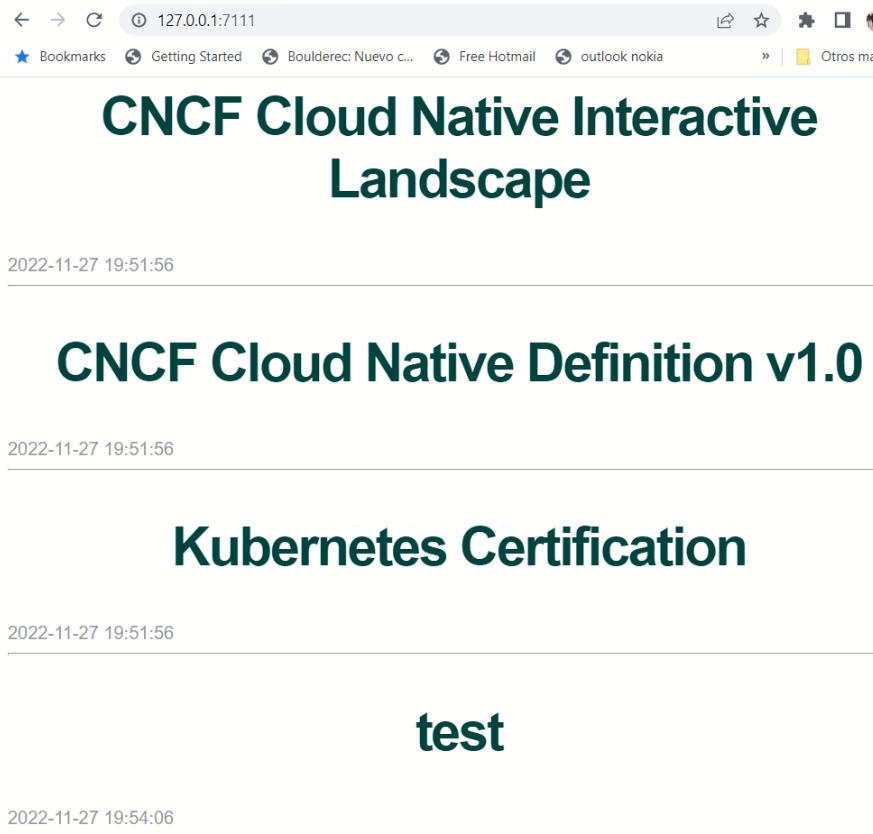 127.0.0.1:7111
Bookmarks Getting Started Boulderec: Nuevo c... Free Hotmail outlook nokia » Otros ma
CNCF Cloud Native Interactive
Landscape
2022-11-27 19:51:56
CNCF Cloud Native Definition v1.0
2022-11-27 19:51:56
Kubernetes Certification
2022-11-27 19:51:56
test
2022-11-27 19:54:06